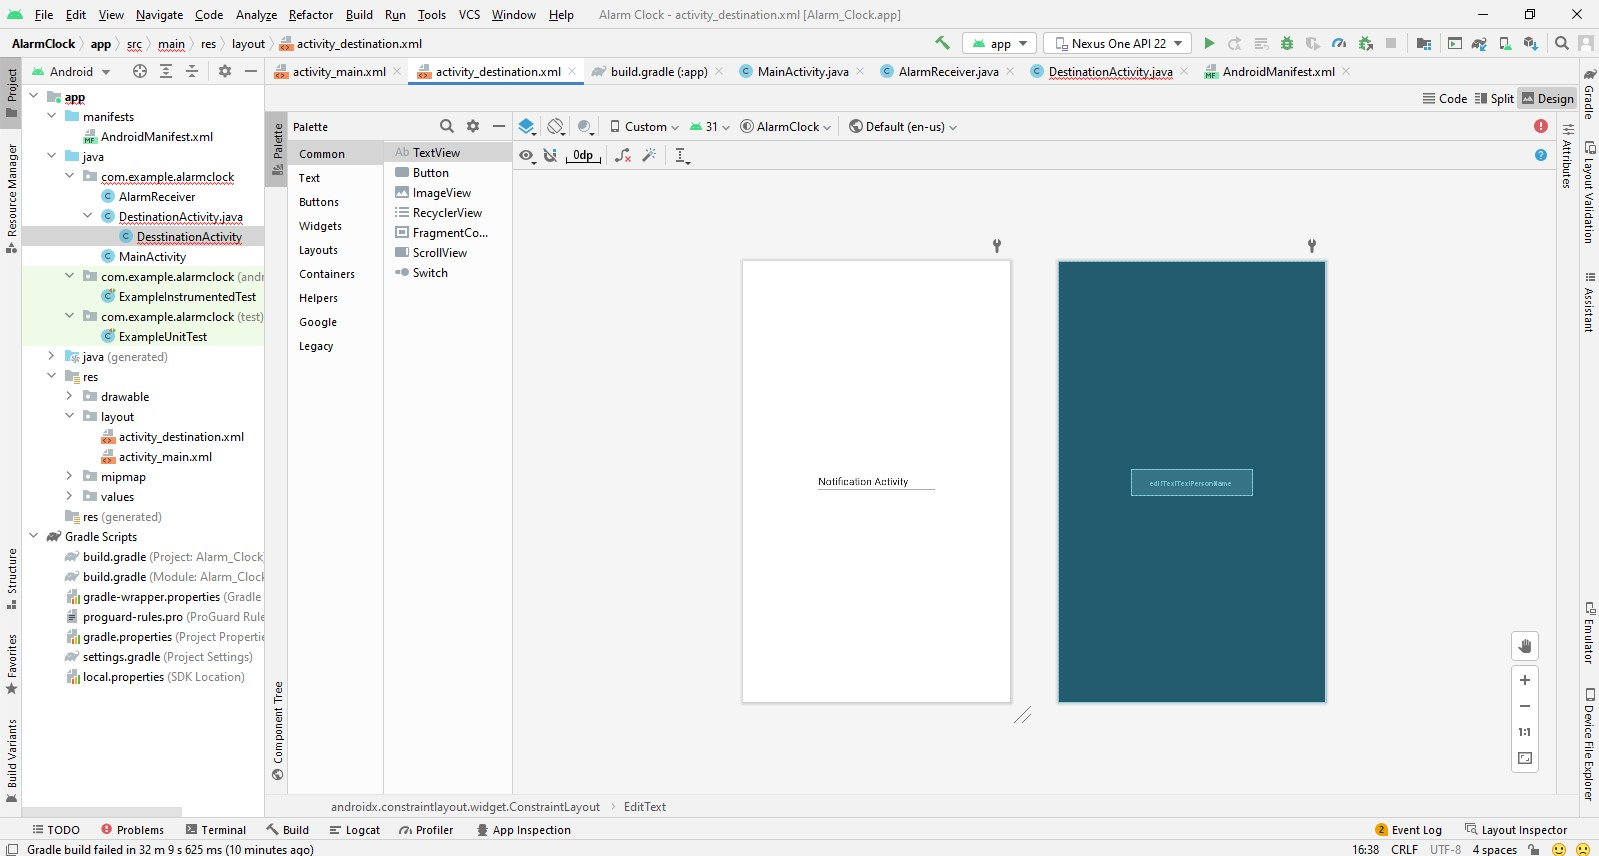 File Edit View Navigate Code Analyze Refactor Build Run Tools VCS Window Help Alarm Clock - activity_destination.xml [Alarm_Clock.app]
AlarmClock app src main res layout activity_destination.xml app Nexus One API 22
Android activity_main.xml activity_destination.xml build.gradle (:app) MainActivity.java AlarmReceiver.java DestinationActivity.java AndroidManifest.xml
Code Split Design
Project
Resource Manager
Structure
Favorites
Build Variants
app
manifests
AndroidManifest.xml
java
com.example.alarmclock
AlarmReceiver
DestinationActivity.java
DesstinationActivity
MainActivity
com.example.alarmclock (andr
ExampleInstrumentedTest
com.example.alarmclock (test)
ExampleUnitTest
java (generated)
res
drawable
layout
activity_destination.xml
activity_main.xml
mipmap
values
res (generated)
Gradle Scripts
build.gradle (Project: Alarm_Clock
build.gradle (Module: Alarm_Clock
gradle-wrapper.properties (Gradle
proguard-rules.pro (ProGuard Rule
gradle.properties (Project Propertie
settings.gradle (Project Settings)
local.properties (SDK Location)
Palette
Component Tree
Palette
Common
Text
Buttons
Widgets
Layouts
Containers
Helpers
Google
Legacy
Ab TextView
Button
ImageView
RecyclerView
FragmentCo...
ScrollView
Switch
Custom 31 AlarmClock Default (en-us)
0dp
Notification Activity
editTextTextPersonName
1:1
Attributes
Gradle
Layout Validation
Assistant
Emulator
Device File Explorer
androidx.constraintlayout.widget.ConstraintLayout EditText
TODO Problems Terminal Build Logcat Profiler App Inspection 2 Event Log Layout Inspector
Gradle build failed in 32 m 9 s 625 ms (10 minutes ago) 16:38 CRLF UTF-8 4 spaces